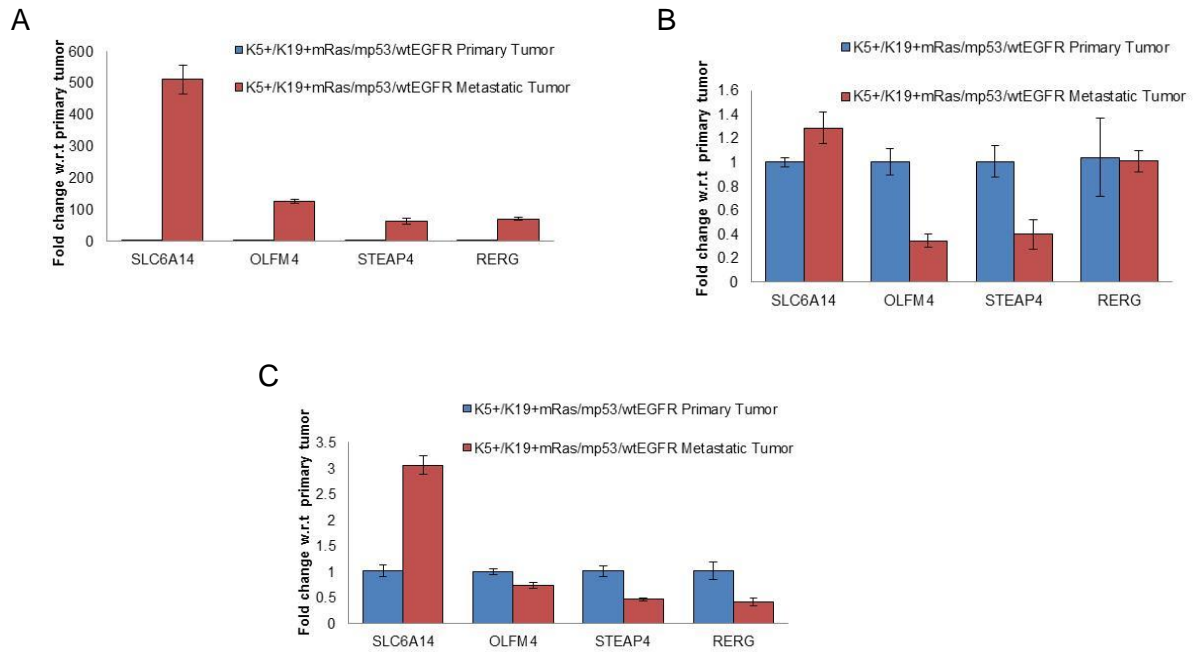 A
Fold change w.r.t primary tumor
600
500
400
300
200
100
0
K5+/K19+mRas/mp53/wtEGFR Primary Tumor
K5+/K19+mRas/mp53/wtEGFR Metastatic Tumor
SLC6A14 OLFM4 STEAP4 RERG
B
Fold change w.r.t primary tumor
K5+/K19+mRas/mp53/wtEGFR Primary Tumor
K5+/K19+mRas/mp53/wtEGFR Metastatic Tumor
1.6
1.4
1.2
1
0.8
0.6
0.4
0.2
0
SLC6A14 OLFM4 STEAP4 RERG
C
Fold change w.r.t primary tumor
K5+/K19+mRas/mp53/wtEGFR Primary Tumor
K5+/K19+mRas/mp53/wtEGFR Metastatic Tumor
3.5
3
2.5
2
1.5
1
0.5
0
SLC6A14 OLFM4 STEAP4 RERG